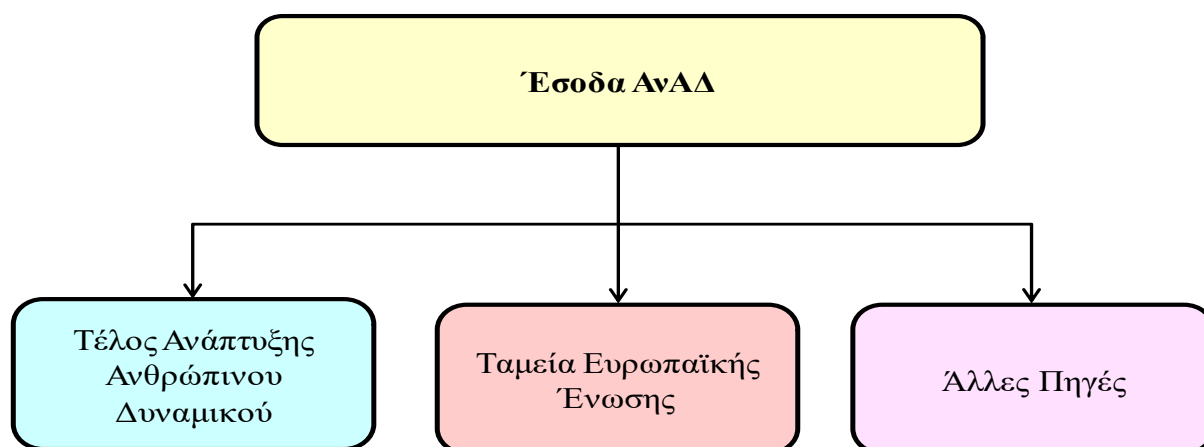 Έσοδα ΑνΑΔ
Τέλος Ανάπτυξης
Ανθρώπινου
Δυναμικού
Ταμεία Ευρωπαϊκής
Ένωσης
Άλλες Πηγές